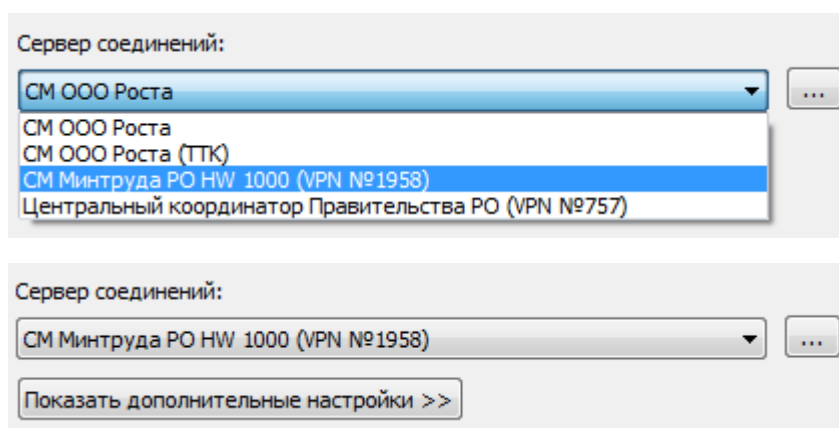 Сервер соединений:
СМ ООО Роста
...
СМ ООО Роста
СМ ООО Роста (ТТК)
СМ Минтруда РО HW 1000 (VPN №1958)
Центральный координатор Правительства РО (VPN №757)
Сервер соединений:
СМ Минтруда РО HW 1000 (VPN №1958)
...
Показать дополнительные настройки >>